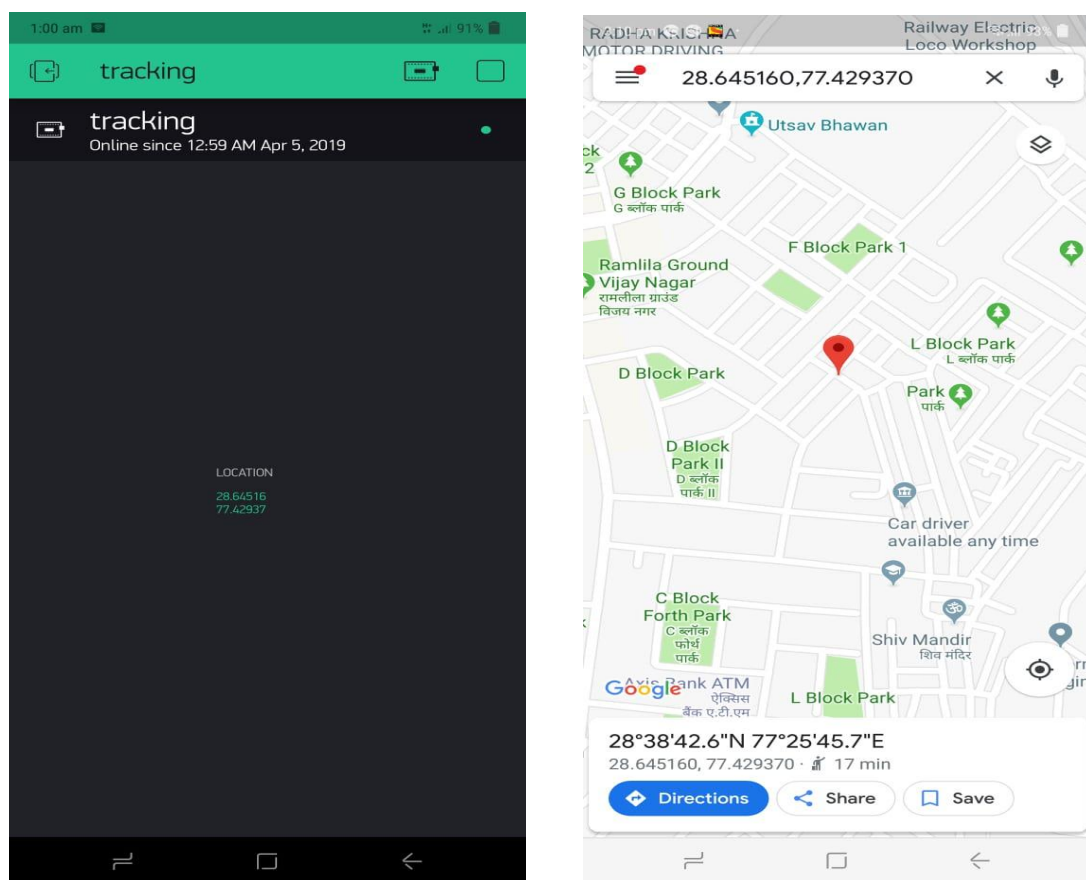 1:00 am
91%
tracking
tracking
Online since 12:59 AM Apr 5, 2019
LOCATION
28.64516
77.42937
RADHA KRISHNA
MOTOR DRIVING
Railway Electric
Loco Workshop
28.645160,77.429370
Utsav Bhawan
ck
2
G Block Park
G ब्लॉक पार्क
F Block Park 1
Ramlila Ground
Vijay Nagar
रामलीला ग्राउंड
विजय नगर
L Block Park
L ब्लॉक पार्क
D Block Park
Park
पार्क
D Block
Park II
D ब्लॉक
पार्क II
Car driver
available any time
C Block
Forth Park
C ब्लॉक
फोर्थ
पार्क
Shiv Mandir
शिव मंदिर
Google
Axis Bank ATM
ऐक्सिस
बैंक ए.टी.एम
L Block Park
28°38'42.6"N 77°25'45.7"E
28.645160, 77.429370 · 17 min
Directions
Share
Save